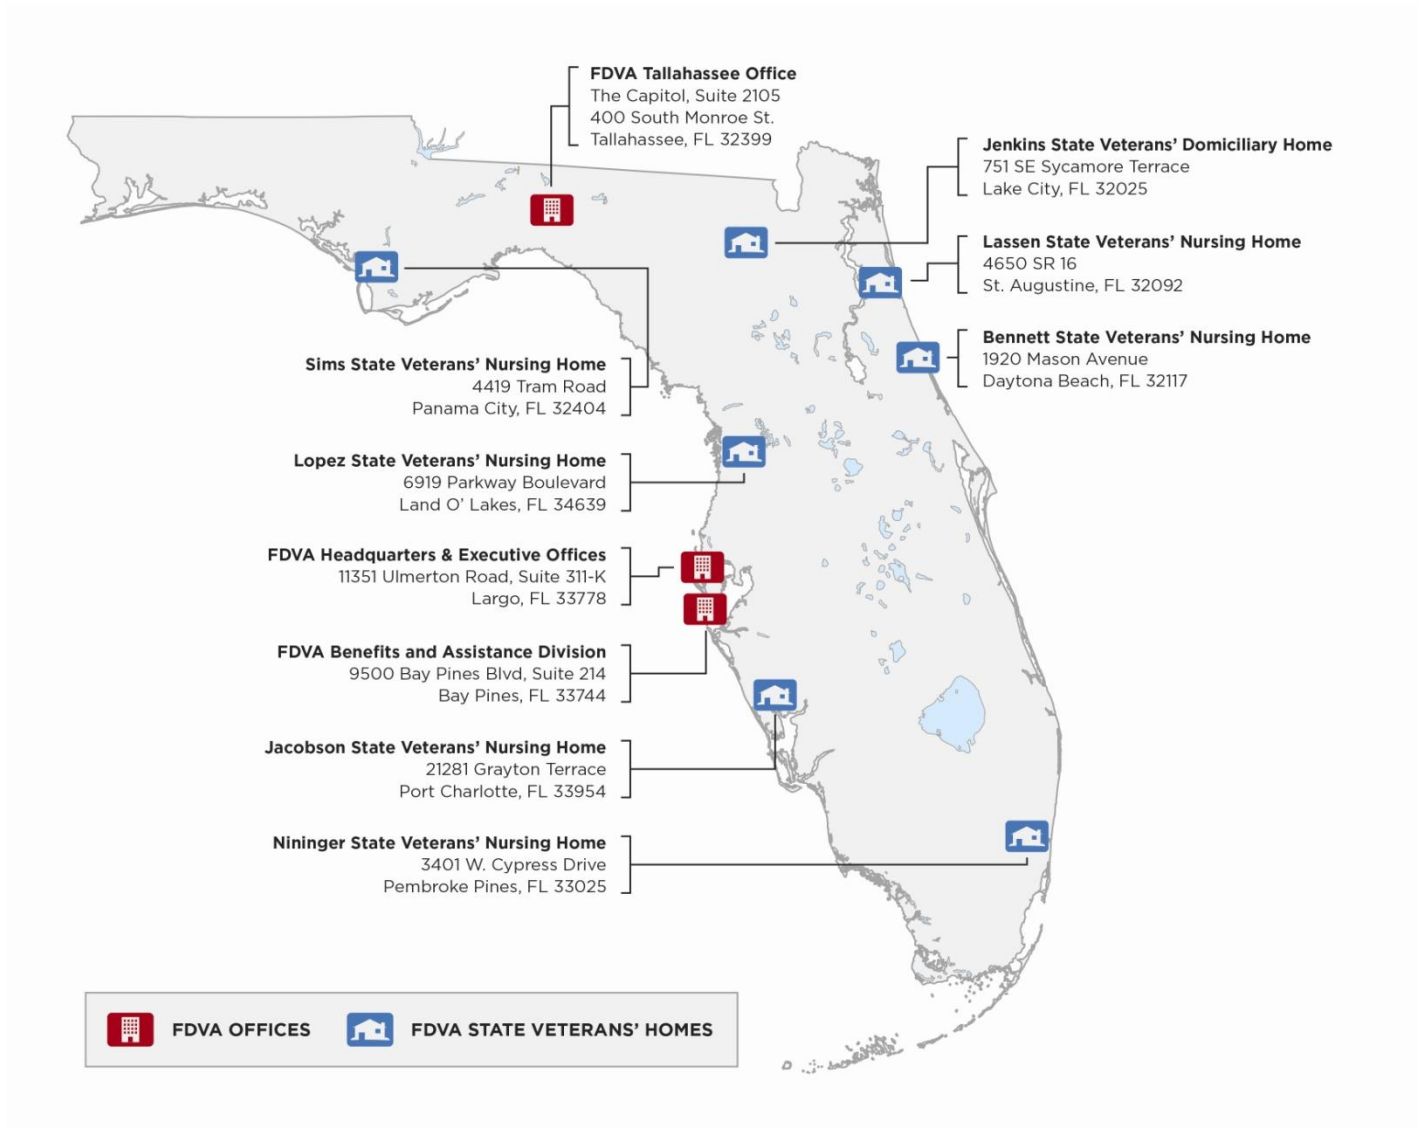 FDVA Tallahassee Office
The Capitol, Suite 2105
400 South Monroe St.
Tallahassee, FL 32399
Jenkins State Veterans’ Domiciliary Home
751 SE Sycamore Terrace
Lake City, FL 32025
Lassen State Veterans’ Nursing Home
4650 SR 16
St. Augustine, FL 32092
Bennett State Veterans’ Nursing Home
1920 Mason Avenue
Daytona Beach, FL 32117
Sims State Veterans’ Nursing Home
4419 Tram Road
Panama City, FL 32404
Lopez State Veterans’ Nursing Home
6919 Parkway Boulevard
Land O’ Lakes, FL 34639
FDVA Headquarters & Executive Offices
11351 Ulmerton Road, Suite 311-K
Largo, FL 33778
FDVA Benefits and Assistance Division
9500 Bay Pines Blvd, Suite 214
Bay Pines, FL 33744
Jacobson State Veterans’ Nursing Home
21281 Grayton Terrace
Port Charlotte, FL 33954
Nininger State Veterans’ Nursing Home
3401 W. Cypress Drive
Pembroke Pines, FL 33025
FDVA OFFICES
FDVA STATE VETERANS’ HOMES